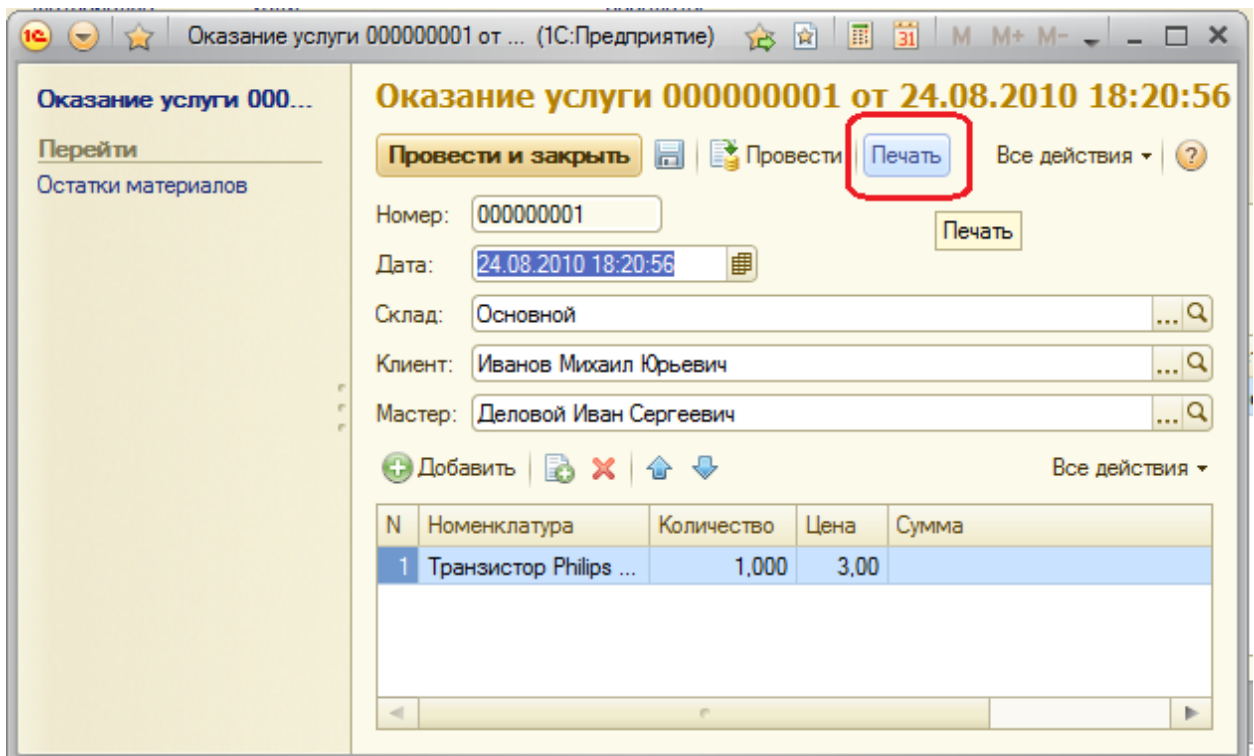 Оказание услуги 000000001 от ... (1С:Предприятие) 31 M M+ M-
Оказание услуги 000...
Перейти
Остатки материалов
Оказание услуги 000000001 от 24.08.2010 18:20:56
Провести и закрыть Провести Печать Все действия ?
Номер: 000000001
Печать
Дата: 24.08.2010 18:20:56
Склад: Основной ...
Клиент: Иванов Михаил Юрьевич ...
Мастер: Деловой Иван Сергеевич ...
Добавить Все действия
N Номенклатура Количество Цена Сумма
1 Транзистор Philips ... 1,000 3,00